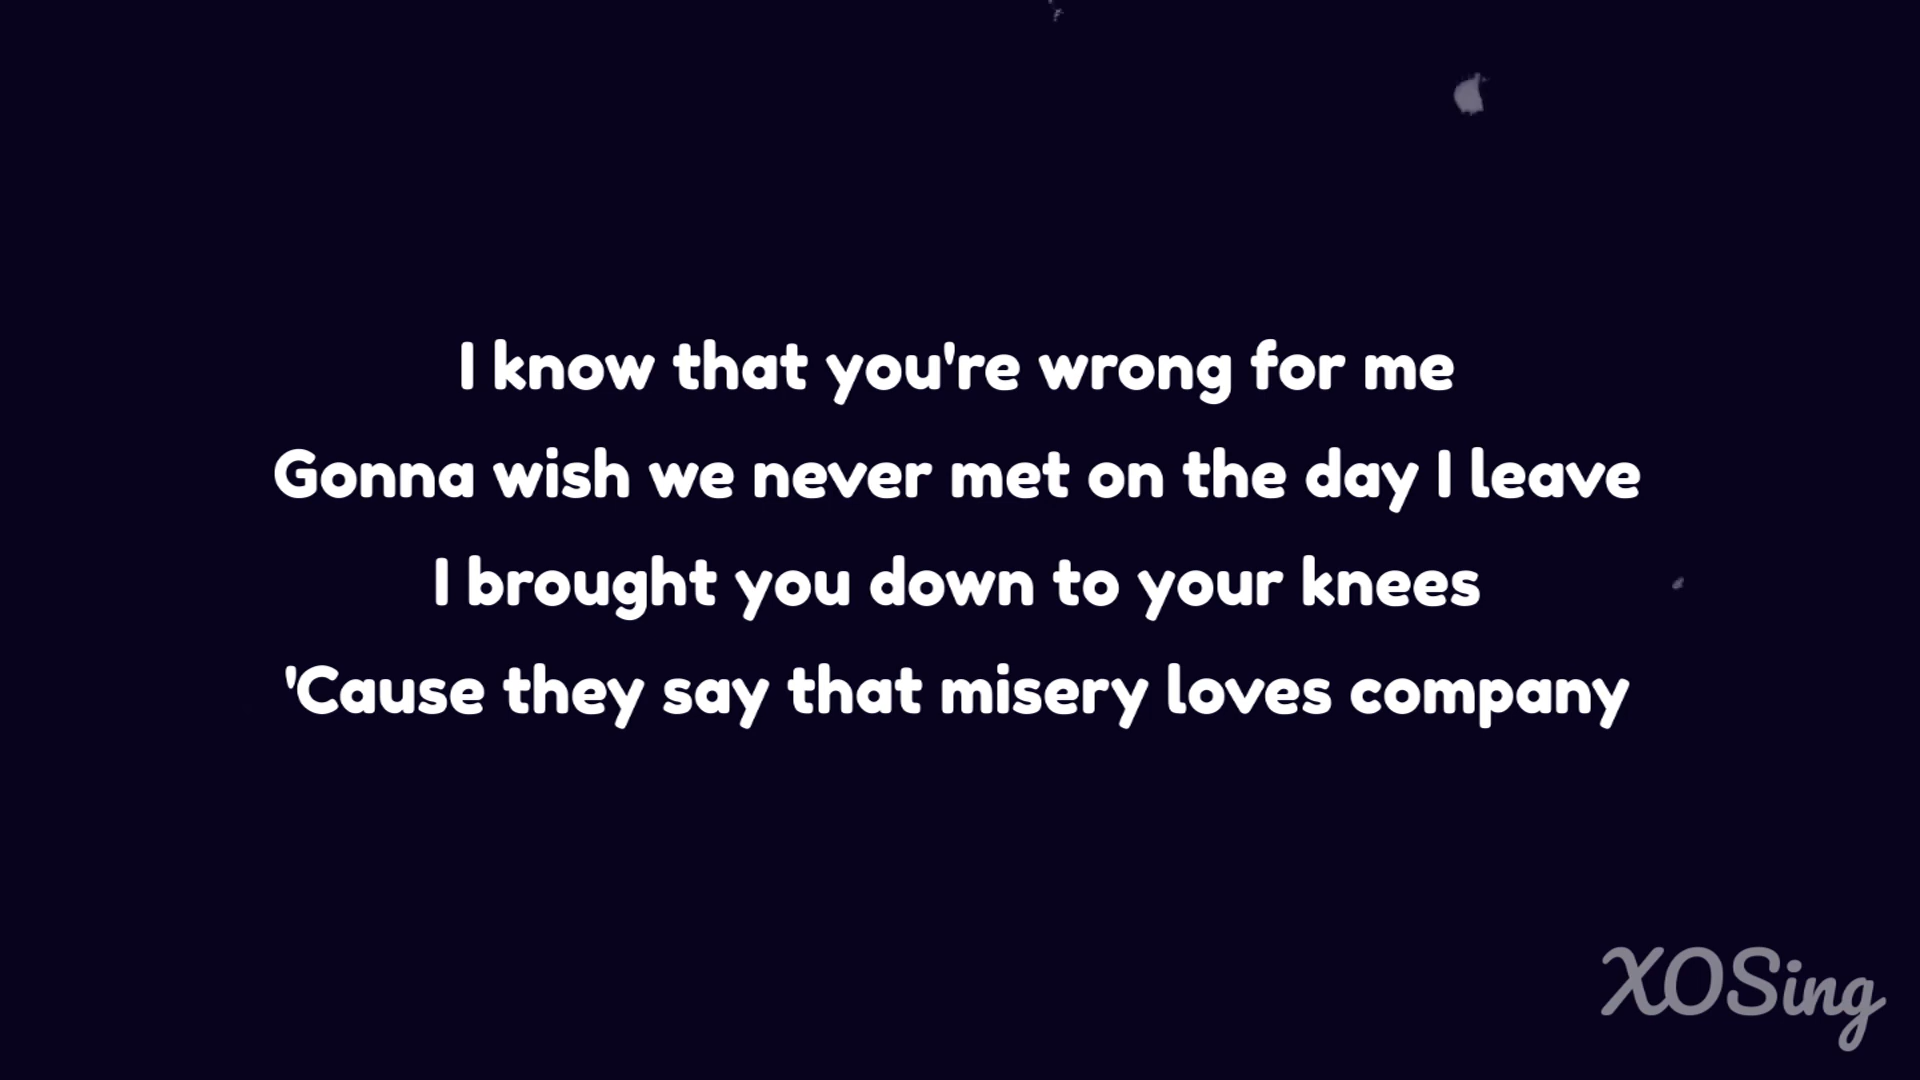 I know that you're wrong for me
Gonna wish we never met on the day I leave
I brought you down to your knees
'Cause they say that misery loves company
XOSing